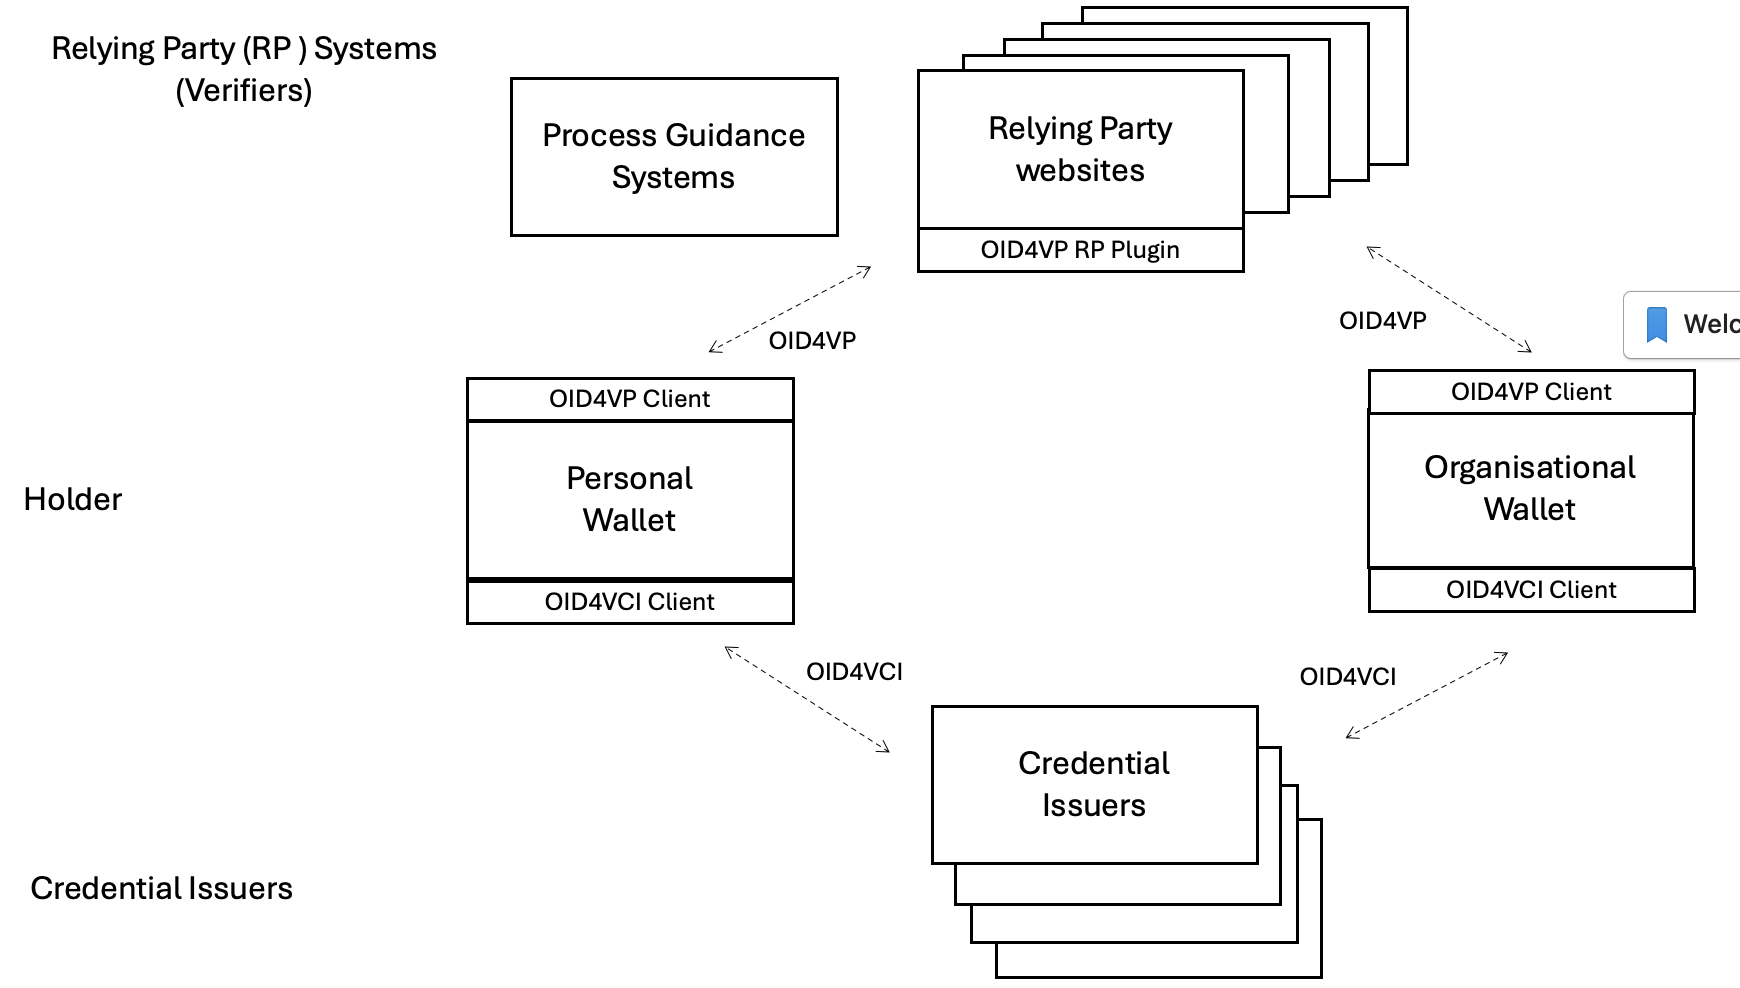 Relying Party (RP ) Systems
(Verifiers)
Process Guidance
Systems
Relying Party
websites
OID4VP RP Plugin
OID4VP
OID4VP
Welc
OID4VP Client
Personal
Wallet
OID4VCI Client
OID4VP Client
Organisational
Wallet
OID4VCI Client
Holder
OID4VCI
OID4VCI
Credential
Issuers
Credential Issuers